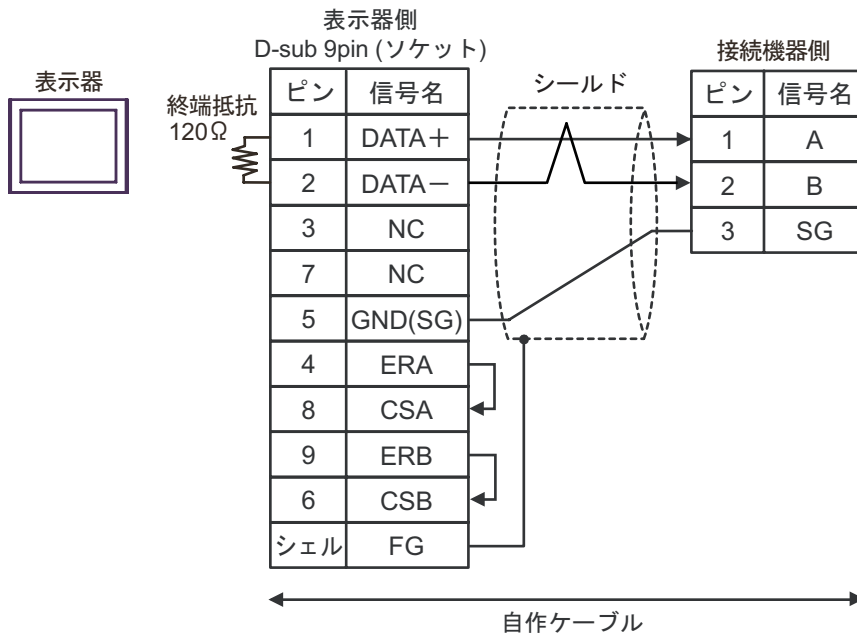 表示器側
D-sub 9pin (ソケット)
接続機器側
表示器
終端抵抗
120Ω
シールド
ピン 信号名
1 DATA＋
2 DATA－
3 NC
7 NC
5 GND(SG)
4 ERA
8 CSA
9 ERB
6 CSB
シェル FG
ピン 信号名
1 A
2 B
3 SG
自作ケーブル